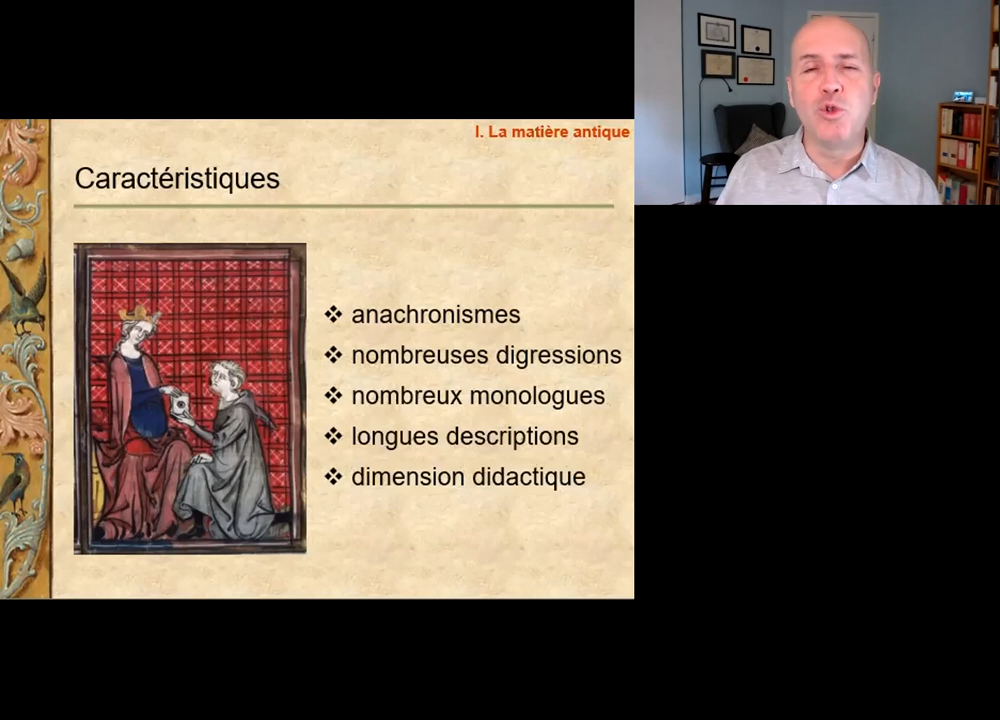 I. La matière antique
Caractéristiques
❖ anachronismes
❖ nombreuses digressions
❖ nombreux monologues
❖ longues descriptions
❖ dimension didactique